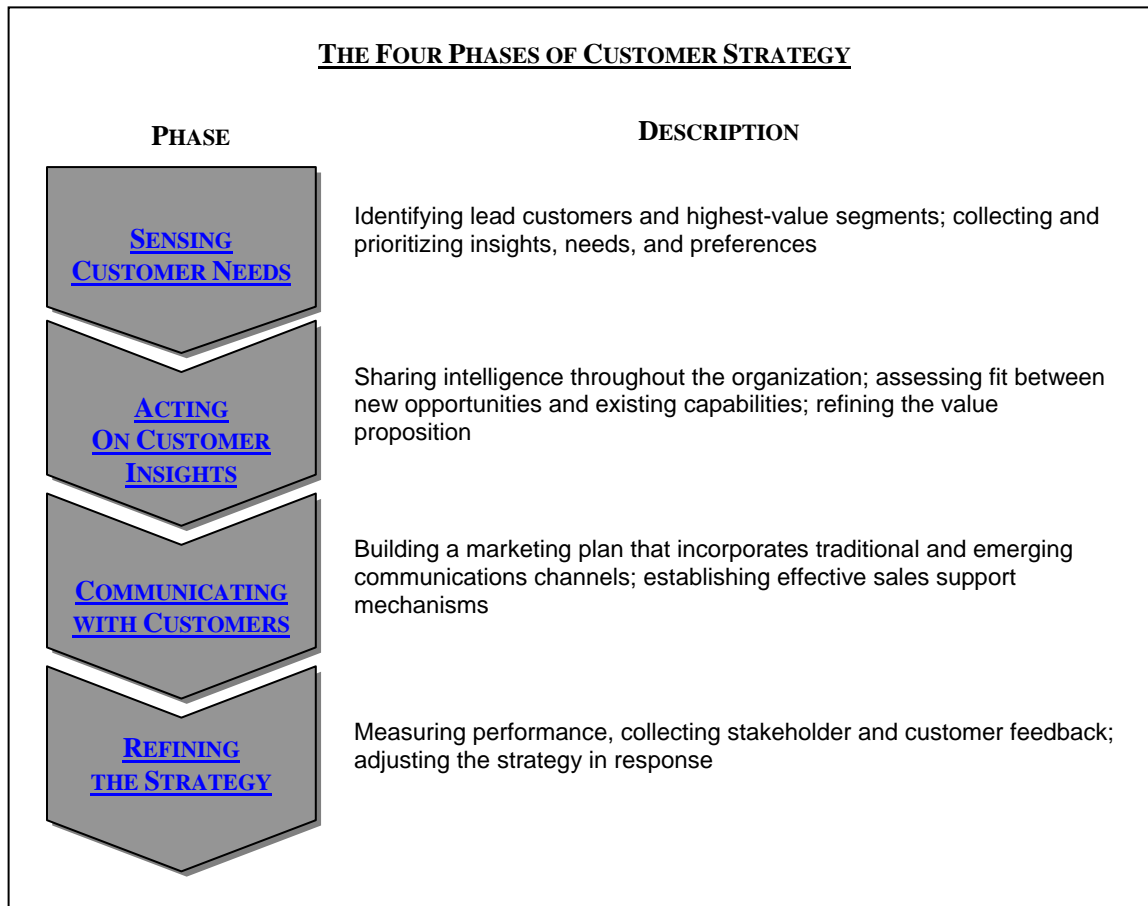 THE FOUR PHASES OF CUSTOMER STRATEGY
PHASE
DESCRIPTION
SENSING
CUSTOMER NEEDS
Identifying lead customers and highest-value segments; collecting and
prioritizing insights, needs, and preferences
ACTING
ON CUSTOMER
INSIGHTS
Sharing intelligence throughout the organization; assessing fit between
new opportunities and existing capabilities; refining the value
proposition
COMMUNICATING
WITH CUSTOMERS
Building a marketing plan that incorporates traditional and emerging
communications channels; establishing effective sales support
mechanisms
REFINING
THE STRATEGY
Measuring performance, collecting stakeholder and customer feedback;
adjusting the strategy in response